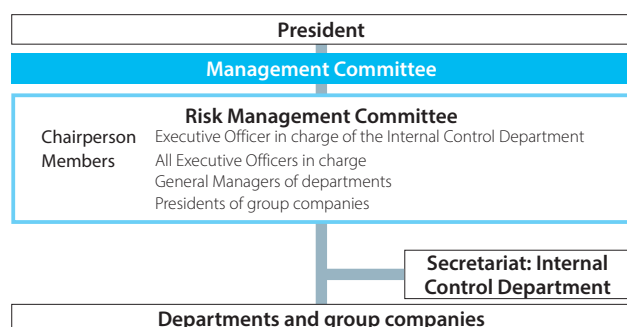 President
Management Committee
Risk Management Committee
Chairperson Executive Officer in charge of the Internal Control Department
Members All Executive Officers in charge
General Managers of departments
Presidents of group companies
Secretariat: Internal
Control Department
Departments and group companies